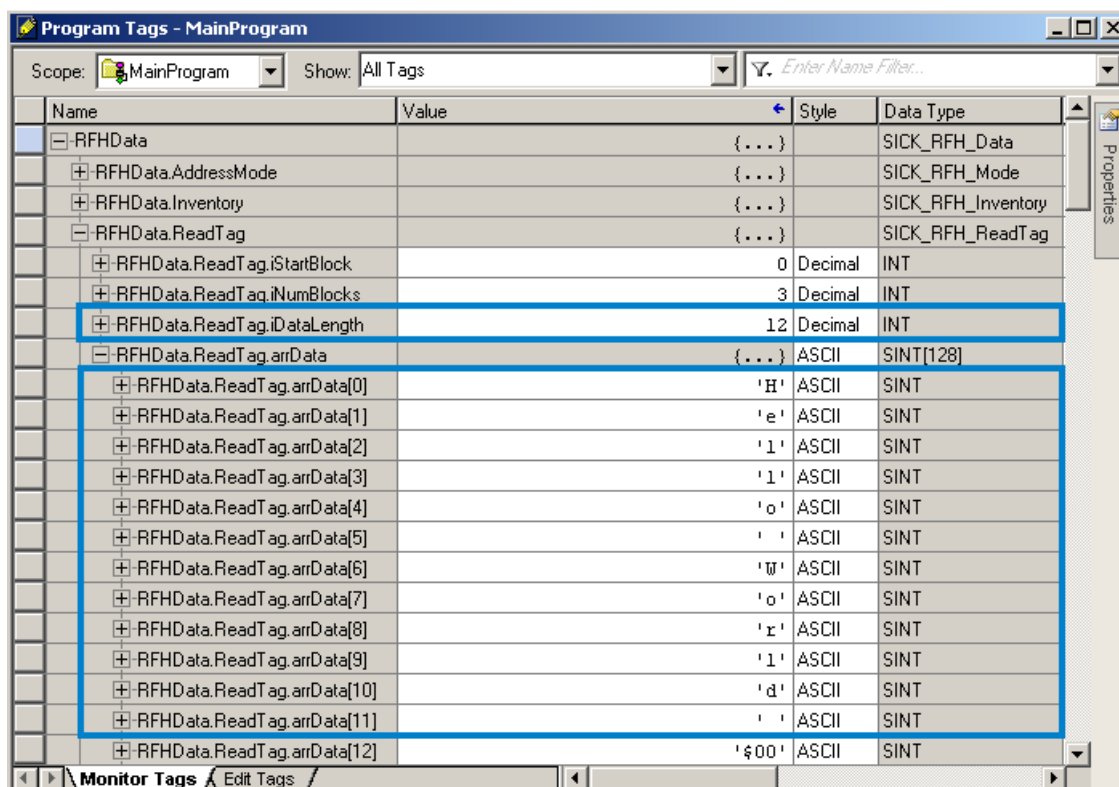 Program Tags - MainProgram
Scope: MainProgram Show: All Tags Enter Name Filter...
Name Value Style Data Type
RFHData {...} SICK_RFH_Data
RFHData.AddressMode {...} SICK_RFH_Mode
RFHData.Inventory {...} SICK_RFH_Inventory
RFHData.ReadTag {...} SICK_RFH_ReadTag
RFHData.ReadTag.iStartBlock 0 Decimal INT
RFHData.ReadTag.iNumBlocks 3 Decimal INT
RFHData.ReadTag.iDataLength 12 Decimal INT
RFHData.ReadTag.arrData {...} ASCII SINT[128]
RFHData.ReadTag.arrData[0] 'H' ASCII SINT
RFHData.ReadTag.arrData[1] 'e' ASCII SINT
RFHData.ReadTag.arrData[2] 'l' ASCII SINT
RFHData.ReadTag.arrData[3] 'l' ASCII SINT
RFHData.ReadTag.arrData[4] 'o' ASCII SINT
RFHData.ReadTag.arrData[5] ' ' ASCII SINT
RFHData.ReadTag.arrData[6] 'W' ASCII SINT
RFHData.ReadTag.arrData[7] 'o' ASCII SINT
RFHData.ReadTag.arrData[8] 'r' ASCII SINT
RFHData.ReadTag.arrData[9] 'l' ASCII SINT
RFHData.ReadTag.arrData[10] 'd' ASCII SINT
RFHData.ReadTag.arrData[11] ' ' ASCII SINT
RFHData.ReadTag.arrData[12] '$00' ASCII SINT
Monitor Tags Edit Tags
Properties